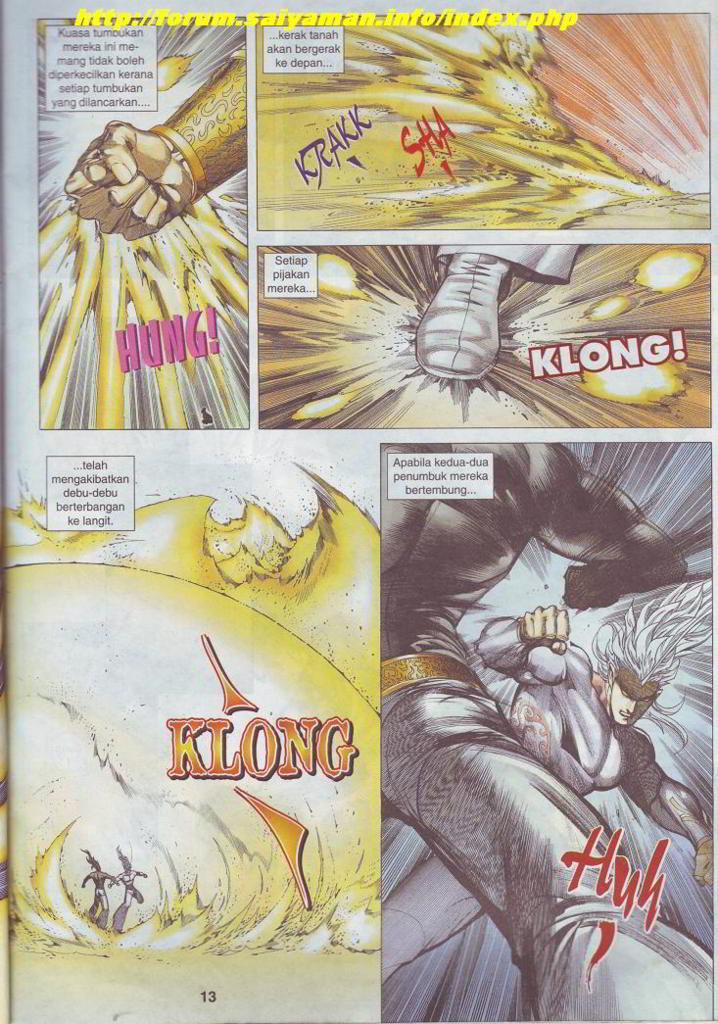 http://forum.saiyaman.info/index.php
Kuasa tumbukan
mereka ini me-
mang tidak boleh
diperkecilkan kerana
setiap tumbukan
yang dilancarkan....
HUNG!
...kerak tanah
akan bergerak
ke depan...
KRAKK
SHA
Setiap
pijakan
mereka...
KLONG!
...telah
mengakibatkan
debu-debu
berterbangan
ke langit.
KLONG
Apabila kedua-dua
penumbuk mereka
bertembung...
Huh
13